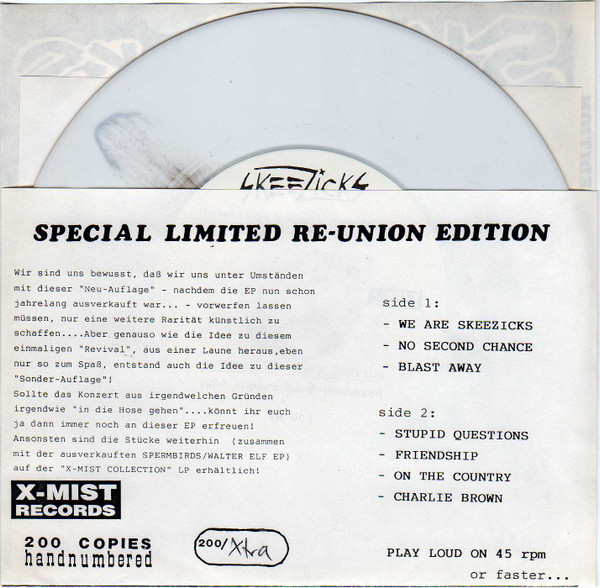 SKEEZICKS
SPECIAL LIMITED RE-UNION EDITION
Wir sind uns bewusst, daß wir uns unter Umständen
mit dieser "Neu-Auflage" - nachdem die EP nun schon
jahrelang ausverkauft war... - vorwerfen lassen
müssen, nur eine weitere Rarität künstlich zu
schaffen....Aber genauso wie die Idee zu diesem
einmaligen "Revival", aus einer Laune heraus,eben
nur so zum Spaß, entstand auch die Idee zu dieser
"Sonder-Auflage"!
Sollte das Konzert aus irgendwelchen Gründen
irgendwie "in die Hose gehen"....könnt ihr euch
ja dann immer noch an dieser EP erfreuen!
Ansonsten sind die Stücke weiterhin (zusammen
mit der ausverkauften SPERMBIRDS/WALTER ELF EP)
auf der "X-MIST COLLECTION" LP erhältlich!
X-MIST
RECORDS
200 COPIES
handnumbered
200/Xtra
side 1:
- WE ARE SKEEZICKS
- NO SECOND CHANCE
- BLAST AWAY
side 2:
- STUPID QUESTIONS
- FRIENDSHIP
- ON THE COUNTRY
- CHARLIE BROWN
PLAY LOUD ON 45 rpm
or faster...